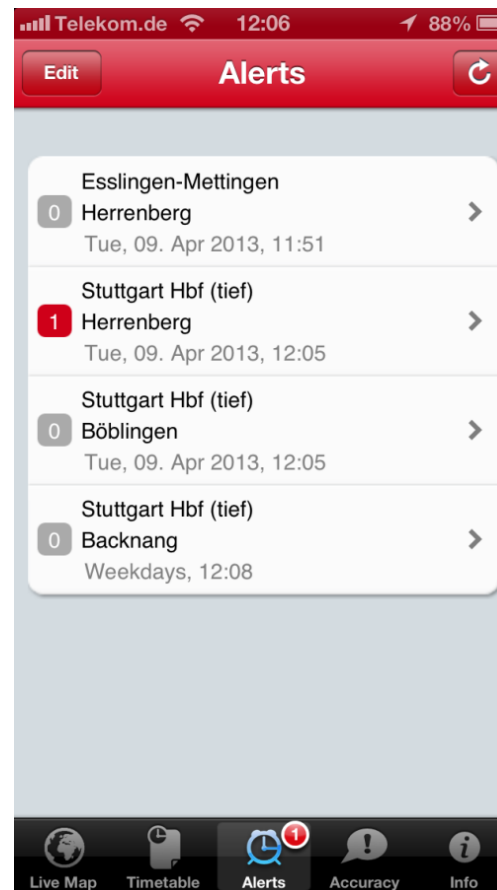 Telekom.de 12:06 88%
Edit Alerts
Esslingen-Mettingen
0 Herrenberg
Tue, 09. Apr 2013, 11:51
Stuttgart Hbf (tief)
1 Herrenberg
Tue, 09. Apr 2013, 12:05
Stuttgart Hbf (tief)
0 Böblingen
Tue, 09. Apr 2013, 12:05
Stuttgart Hbf (tief)
0 Backnang
Weekdays, 12:08
1
Live Map Timetable Alerts Accuracy Info